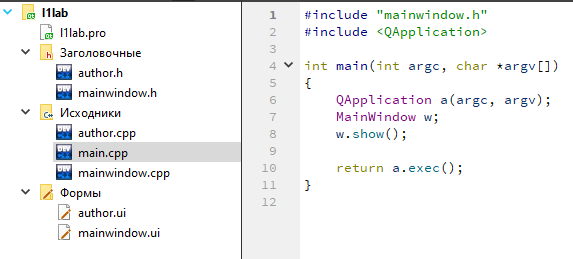 l1lab
l1lab.pro
Заголовочные
author.h
mainwindow.h
Исходники
author.cpp
main.cpp
mainwindow.cpp
Формы
author.ui
mainwindow.ui
1 #include "mainwindow.h"
2 #include <QApplication>
3
4 int main(int argc, char *argv[])
5 {
6 QApplication a(argc, argv);
7 MainWindow w;
8 w.show();
9
10 return a.exec();
11 }
12